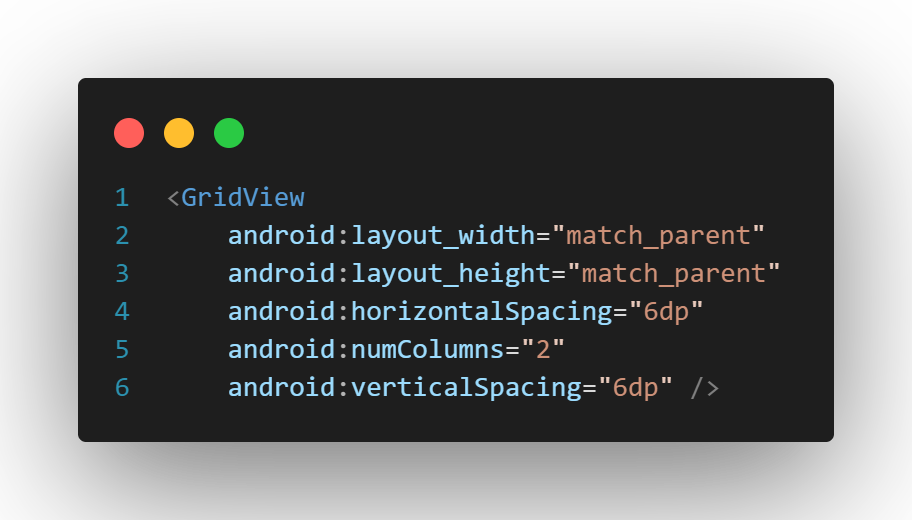 1 <GridView
2 android:layout_width="match_parent"
3 android:layout_height="match_parent"
4 android:horizontalSpacing="6dp"
5 android:numColumns="2"
6 android:verticalSpacing="6dp" />